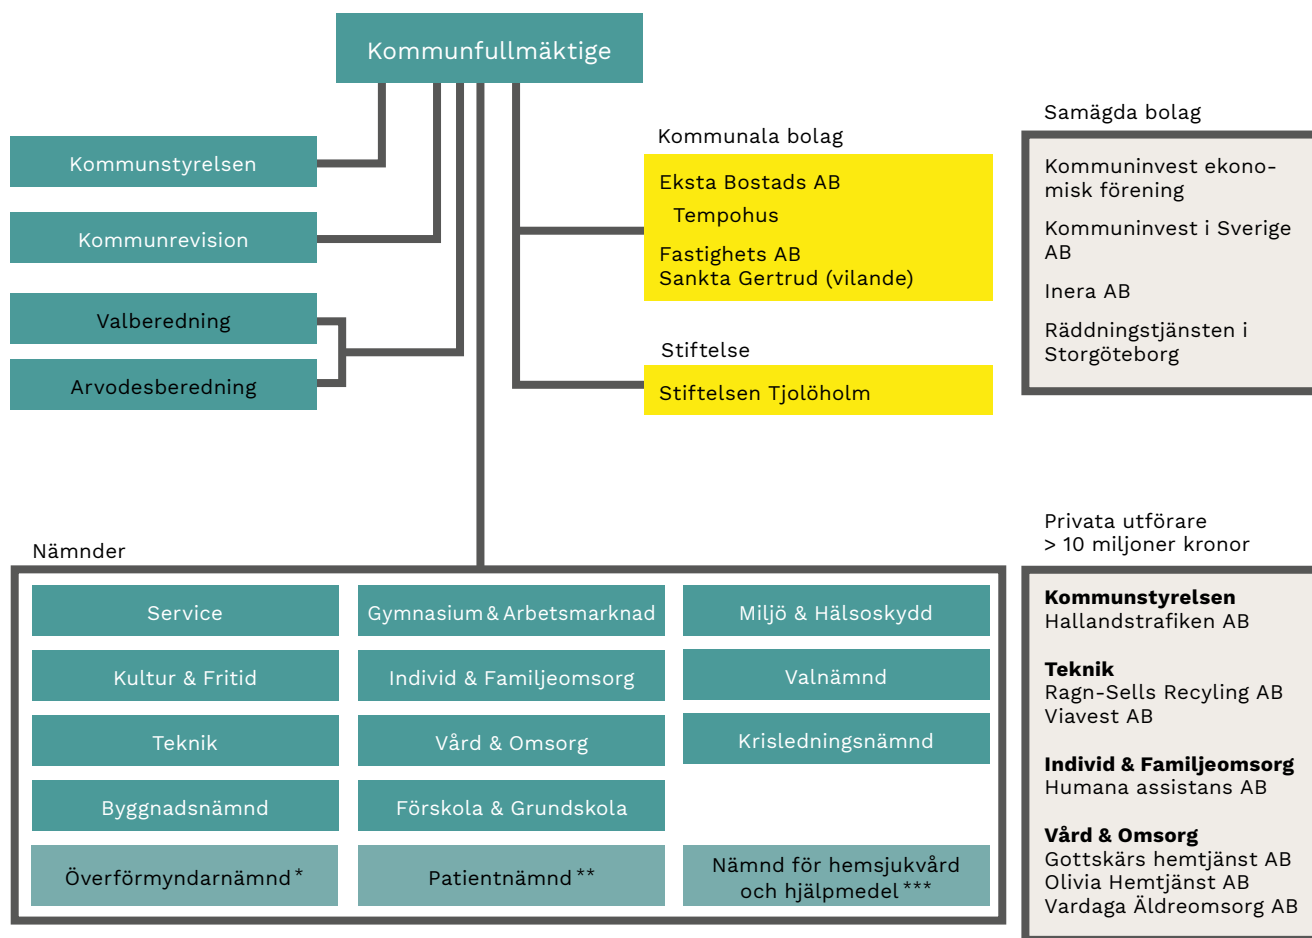 Kommunfullmäktige
Kommunstyrelsen
Kommunrevision
Valberedning
Arvodesberedning
Kommunala bolag
Eksta Bostads AB
Tempohus
Fastighets AB
Sankta Gertrud (vilande)
Stiftelse
Stiftelsen Tjolöholm
Samägda bolag
Kommuninvest ekono-
misk förening
Kommuninvest i Sverige
AB
Inera AB
Räddningstjänsten i
Storgöteborg
Nämnder
Service
Gymnasium & Arbetsmarknad
Miljö & Hälsoskydd
Kultur & Fritid
Individ & Familjeomsorg
Valnämnd
Teknik
Vård & Omsorg
Krisledningsnämnd
Byggnadsnämnd
Förskola & Grundskola
Överförmyndarnämnd *
Patientnämnd **
Nämnd för hemsjukvård
och hjälpmedel ***
Privata utförare
> 10 miljoner kronor
Kommunstyrelsen
Hallandstrafiken AB
Teknik
Ragn-Sells Recyling AB
Viavest AB
Individ & Familjeomsorg
Humana assistans AB
Vård & Omsorg
Gottskärs hemtjänst AB
Olivia Hemtjänst AB
Vardaga Äldreomsorg AB